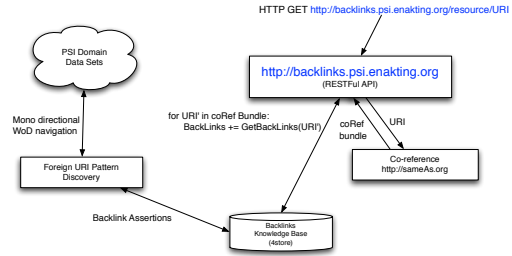 HTTP GET http://backlinks.psi.enakting.org/resource/URI
PSI Domain
Data Sets
http://backlinks.psi.enakting.org
(RESTFul API)
Mono directional
WoD navigation
for URI' in coRef Bundle:
BackLinks += GetBackLinks(URI')
URI
coRef
bundle
Co-reference
http://sameAs.org
Foreign URI Pattern
Discovery
Backlink Assertions
Backlinks
Knowledge Base
(4store)